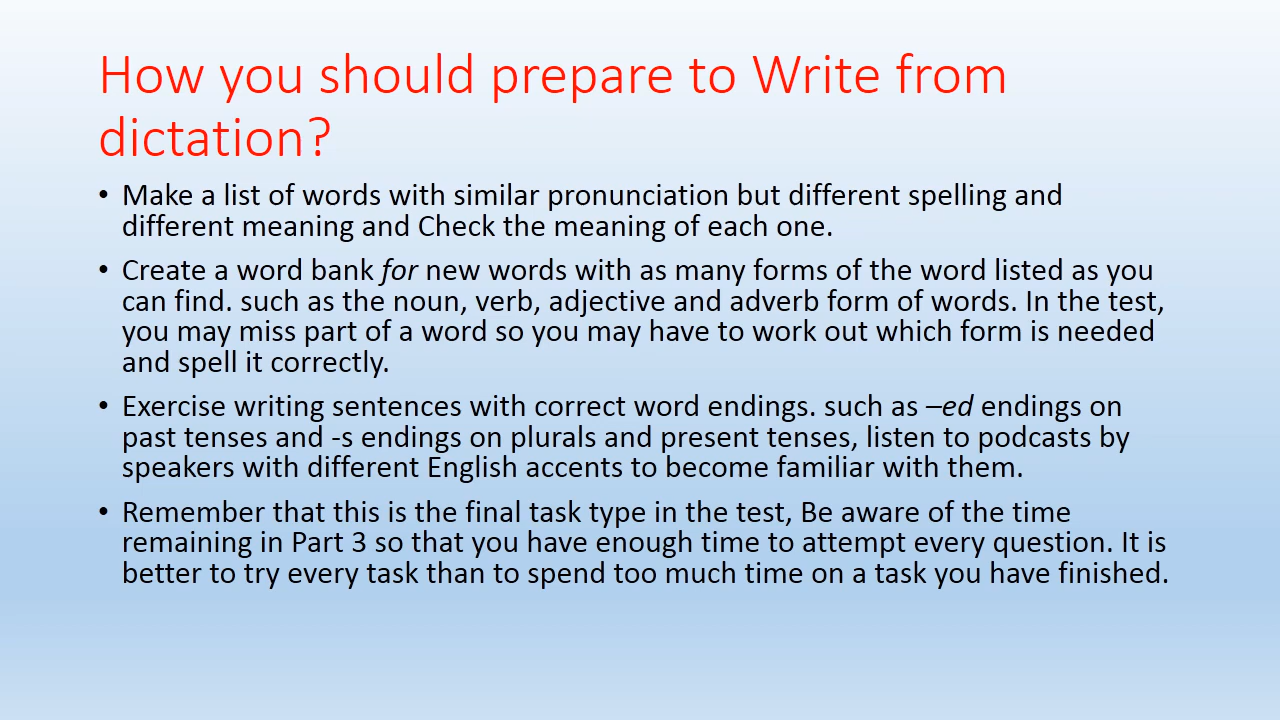 How you should prepare to Write from
dictation?
• Make a list of words with similar pronunciation but different spelling and
different meaning and Check the meaning of each one.
• Create a word bank for new words with as many forms of the word listed as you
can find. such as the noun, verb, adjective and adverb form of words. In the test,
you may miss part of a word so you may have to work out which form is needed
and spell it correctly.
• Exercise writing sentences with correct word endings. such as –ed endings on
past tenses and -s endings on plurals and present tenses, listen to podcasts by
speakers with different English accents to become familiar with them.
• Remember that this is the final task type in the test, Be aware of the time
remaining in Part 3 so that you have enough time to attempt every question. It is
better to try every task than to spend too much time on a task you have finished.